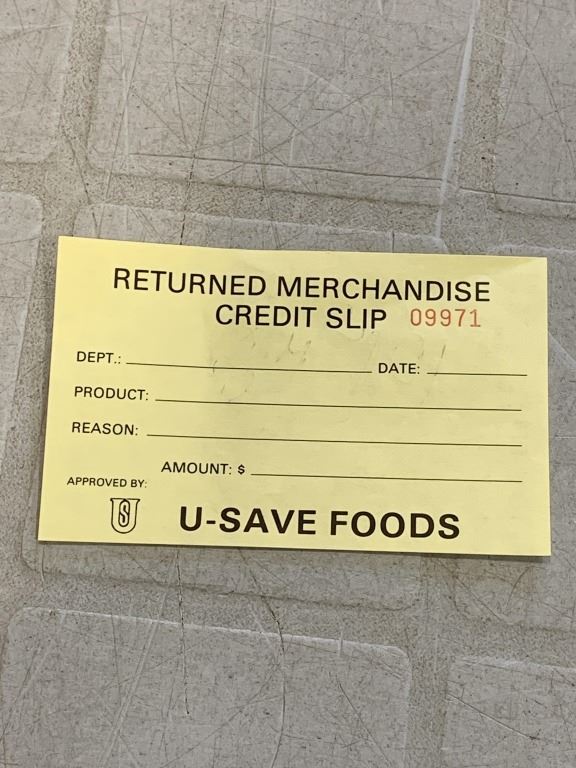 RETURNED MERCHANDISE
CREDIT SLIP 09971
DEPT.: DATE:
PRODUCT:
REASON:
AMOUNT: $
APPROVED BY:
U-SAVE FOODS